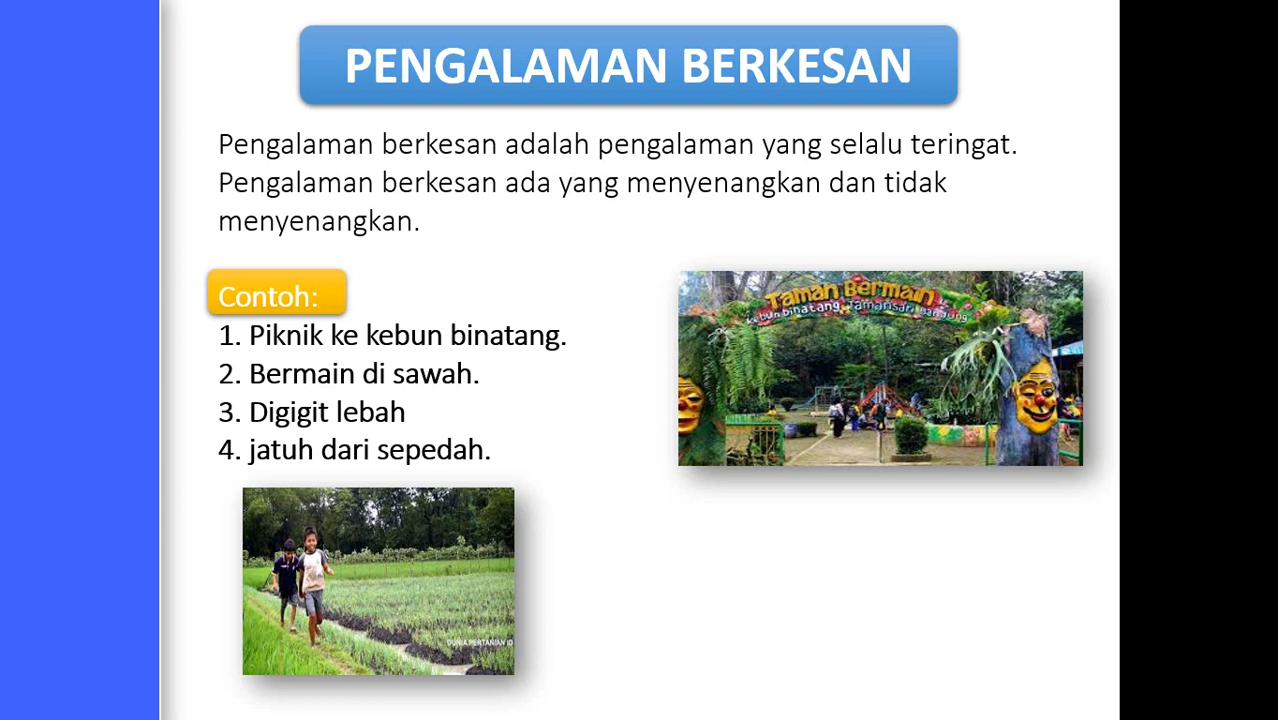 PENGALAMAN BERKESAN
Pengalaman berkesan adalah pengalaman yang selalu teringat.
Pengalaman berkesan ada yang menyenangkan dan tidak
menyenangkan.
Contoh:
1. Piknik ke kebun binatang.
2. Bermain di sawah.
3. Digigit lebah
4. jatuh dari sepedah.
Taman Bermain
kebun binatang Tamansari bandung
DUNIA PERTANIAN ID